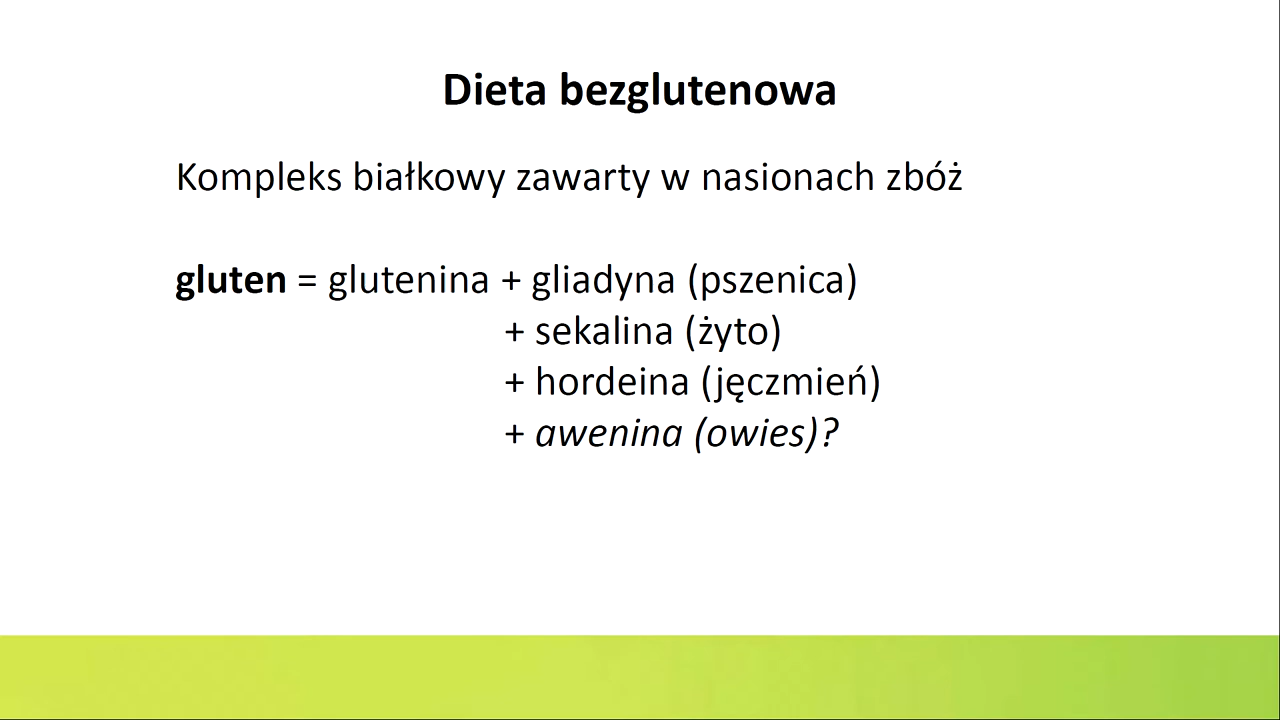 Dieta bezglutenowa
Kompleks białkowy zawarty w nasionach zbóż
gluten = glutenina + gliadyna (pszenica)
+ sekalina (żyto)
+ hordeina (jęczmień)
+ awenina (owies)?